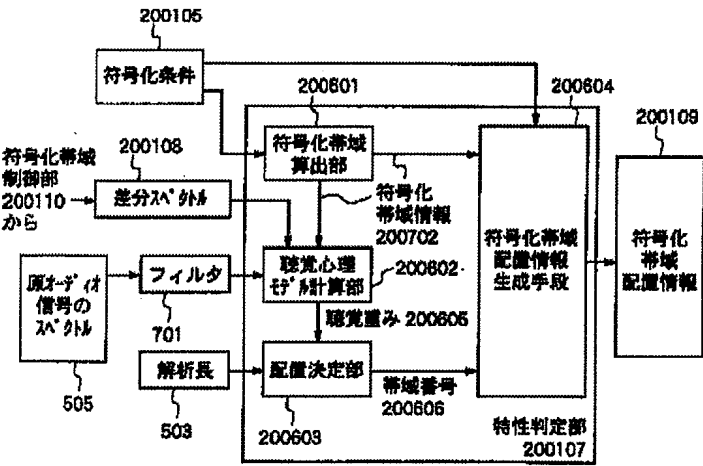 200105
符号化条件
200601
200604
200109
符号化帯域
算出部
符号化帯域
制御部
200110
から
200108
差分スペクトル
符号化
帯域情報
200702
符号化帯域
配置情報
生成手段
符号化
帯域
配置情報
聴覚心理
モデル計算部
200602
原オーディオ
信号の
スペクトル
フィルタ
701
聴覚重み 200605
解析長
配置決定部
帯域番号
200606
505
503
200603
特性判定部
200107